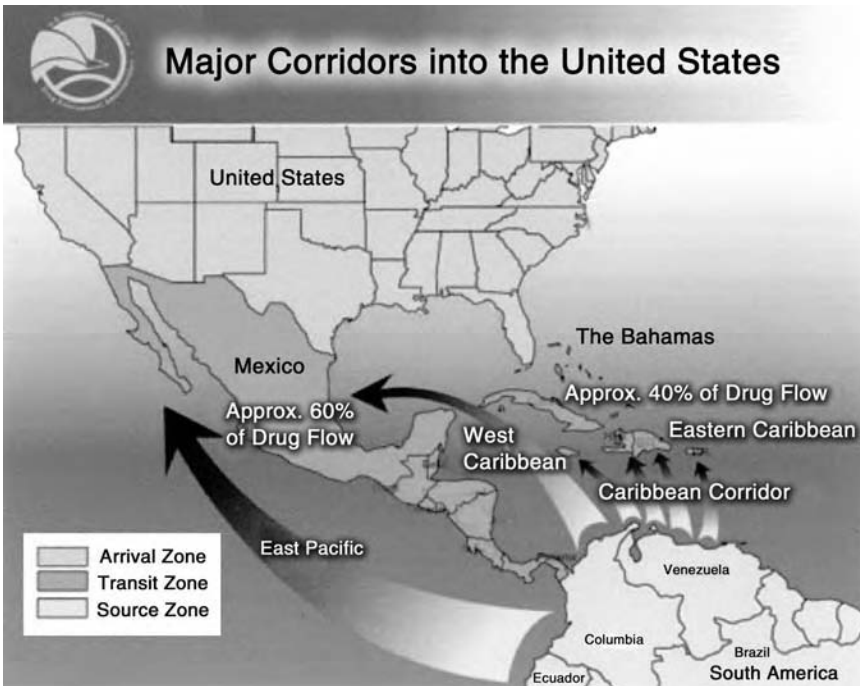 Major Corridors into the United States
United States
The Bahamas
Mexico
Approx. 40% of Drug Flow
Approx. 60%
of Drug Flow
West
Caribbean
Eastern Caribbean
Caribbean Corridor
East Pacific
Arrival Zone
Transit Zone
Source Zone
Venezuela
Columbia
Brazil
Ecuador
South America